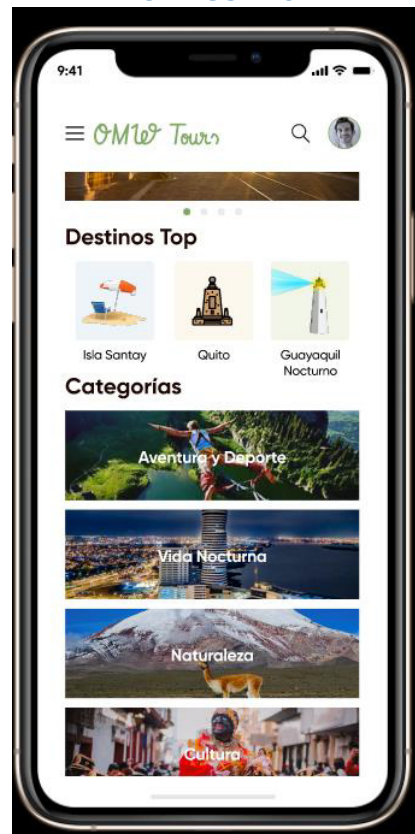 9:41
OMW Tours
Destinos Top
Isla Santay
Quito
Guayaquil
Nocturno
Categorías
Aventura y Deporte
Vida Nocturna
Naturaleza
Cultura